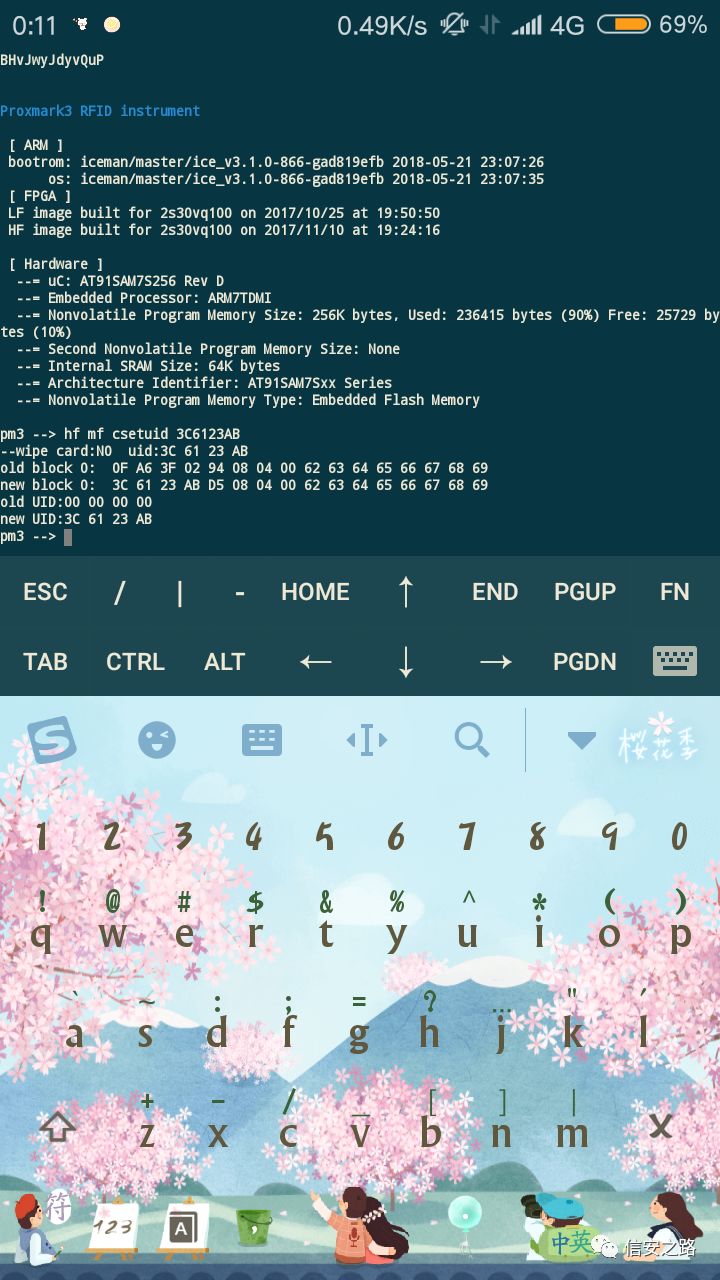 0:11 0.49K/s 4G 69%
BHvJwyJdyvQuP
Proxmark3 RFID instrument
[ ARM ]
bootrom: iceman/master/ice_v3.1.0-866-gad819efb 2018-05-21 23:07:26
os: iceman/master/ice_v3.1.0-866-gad819efb 2018-05-21 23:07:35
[ FPGA ]
LF image built for 2s30vq100 on 2017/10/25 at 19:50:50
HF image built for 2s30vq100 on 2017/11/10 at 19:24:16
[ Hardware ]
--= uC: AT91SAM7S256 Rev D
--= Embedded Processor: ARM7TDMI
--= Nonvolatile Program Memory Size: 256K bytes, Used: 236415 bytes (90%) Free: 25729 by
tes (10%)
--= Second Nonvolatile Program Memory Size: None
--= Internal SRAM Size: 64K bytes
--= Architecture Identifier: AT91SAM7Sxx Series
--= Nonvolatile Program Memory Type: Embedded Flash Memory
pm3 --> hf mf csetuid 3C6123AB
--wipe card:NO  uid:3C 61 23 AB
old block 0:  0F A6 3F 02 94 08 04 00 62 63 64 65 66 67 68 69
new block 0:  3C 61 23 AB D5 08 04 00 62 63 64 65 66 67 68 69
old UID:00 00 00 00
new UID:3C 61 23 AB
pm3 -->
ESC / | - HOME ↑ END PGUP FN
TAB CTRL ALT ← ↓ → PGDN
S 樱花季
1 2 3 4 5 6 7 8 9 0
! @ # $ & % ^ * ( )
q w e r t y u i o p
` ~ : ; = ? ... " ′
a s d f g h j k l
+ - / _ [ ] |
z x c v b n m X
符 123 A , 中英 信安之路